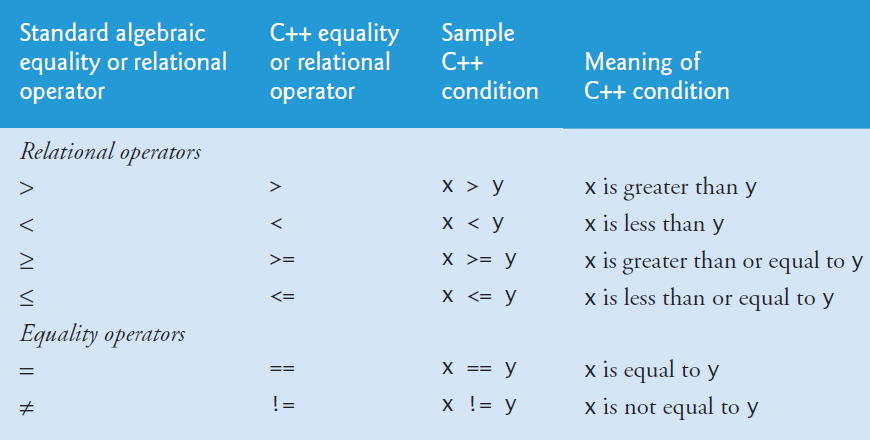 Standard algebraic equality or relational operator
C++ equality or relational operator
Sample C++ condition
Meaning of C++ condition
Relational operators
> > x > y x is greater than y
< < x < y x is less than y
≥ >= x >= y x is greater than or equal to y
≤ <= x <= y x is less than or equal to y
Equality operators
= == x == y x is equal to y
≠ != x != y x is not equal to y